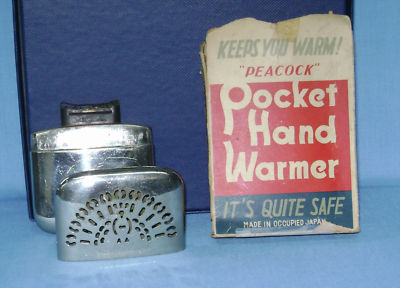 KEEPS YOU WARM!
"PEACOCK"
Pocket
Hand
Warmer
IT'S QUITE SAFE
MADE IN OCCUPIED JAPAN